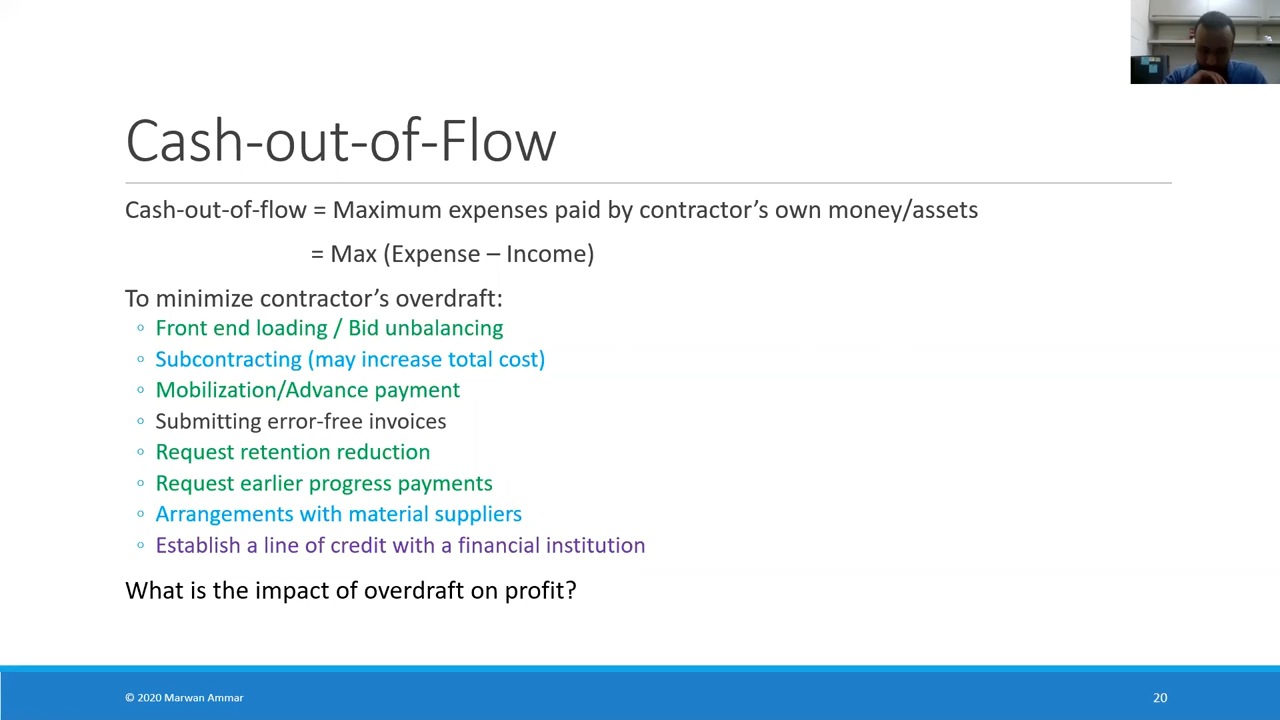 Cash-out-of-Flow
Cash-out-of-flow = Maximum expenses paid by contractor’s own money/assets
= Max (Expense – Income)
To minimize contractor’s overdraft:
◦ Front end loading / Bid unbalancing
◦ Subcontracting (may increase total cost)
◦ Mobilization/Advance payment
◦ Submitting error-free invoices
◦ Request retention reduction
◦ Request earlier progress payments
◦ Arrangements with material suppliers
◦ Establish a line of credit with a financial institution
What is the impact of overdraft on profit?
© 2020 Marwan Ammar
20